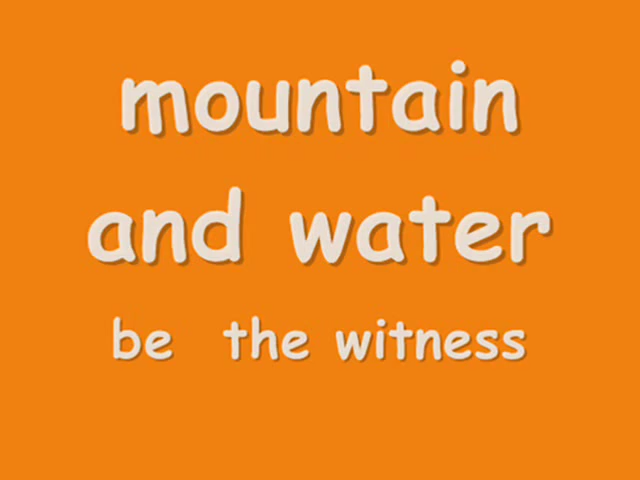 mountain
and water
be the witness